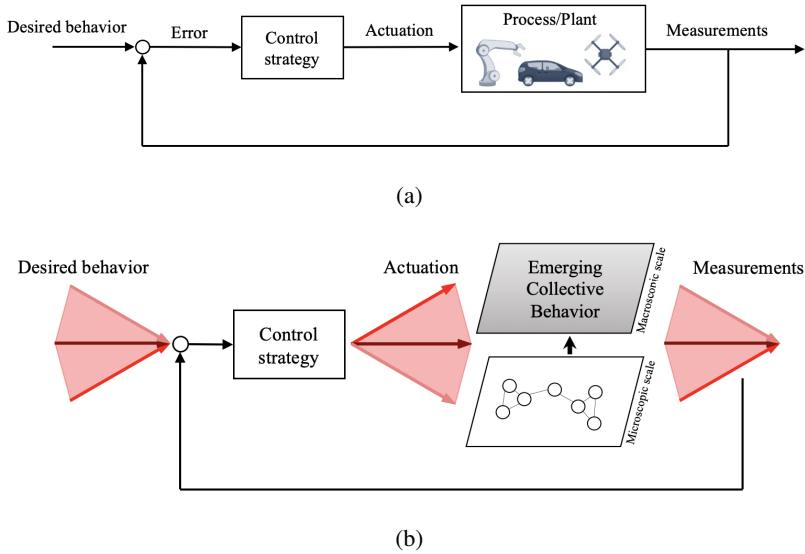 Desired behavior
Error
Control
strategy
Actuation
Process/Plant
Measurements
(a)
Desired behavior
Control
strategy
Actuation
Emerging
Collective
Behavior
Macrosconic scale
Microscopic scale
Measurements
(b)